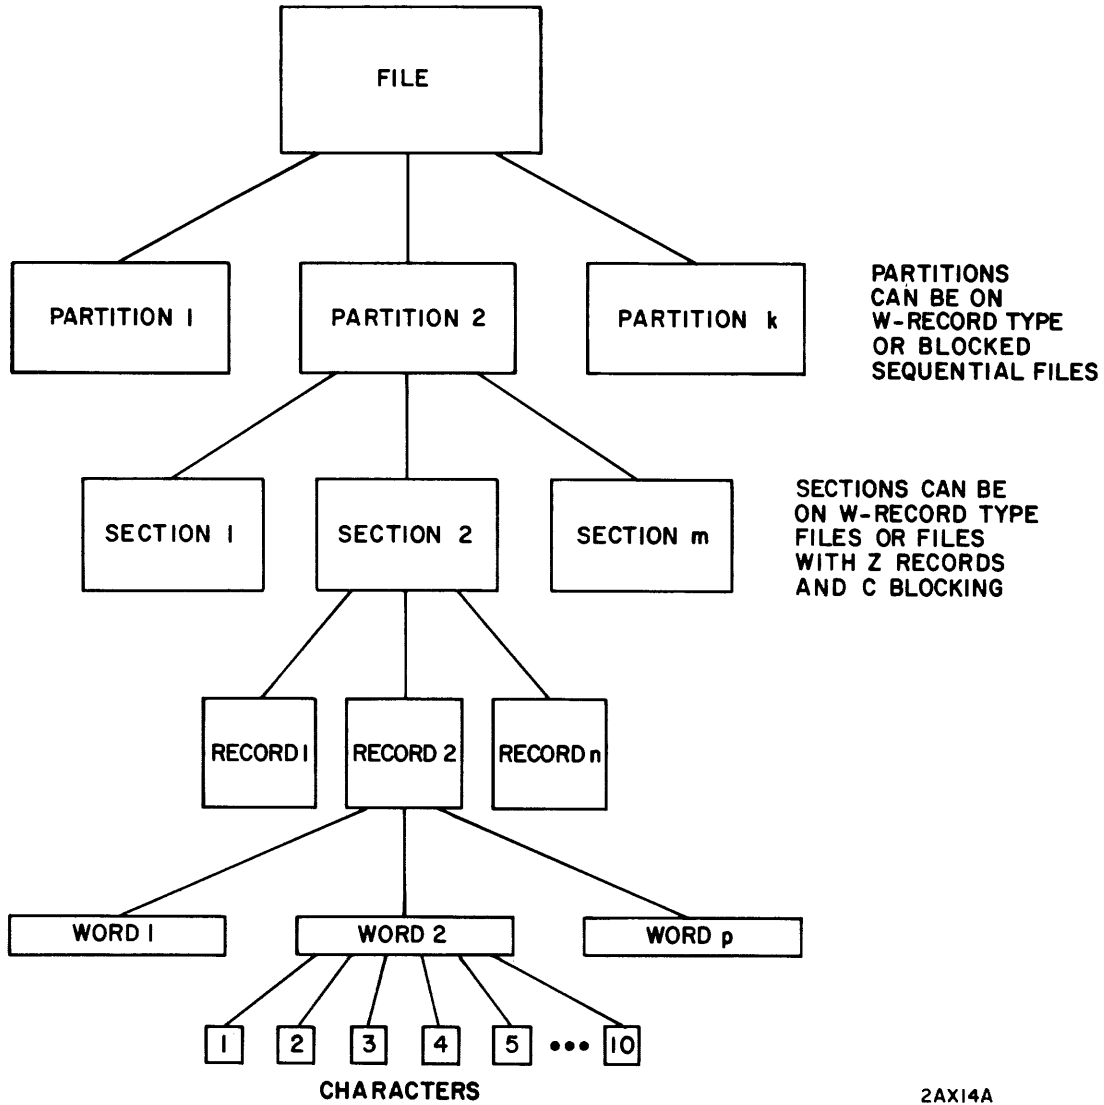 FILE
PARTITION 1
PARTITION 2
PARTITION k
PARTITIONS
CAN BE ON
W-RECORD TYPE
OR BLOCKED
SEQUENTIAL FILES
SECTION 1
SECTION 2
SECTION m
SECTIONS CAN BE
ON W-RECORD TYPE
FILES OR FILES
WITH Z RECORDS
AND C BLOCKING
RECORD 1
RECORD 2
RECORD n
WORD 1
WORD 2
WORD p
1 2 3 4 5 ••• 10
CHARACTERS
2AX14A